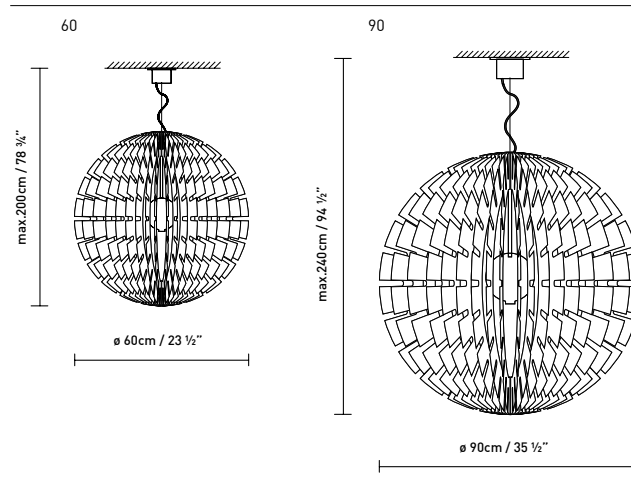 60
90
max.200cm / 78 ¾”
max.240cm / 94 ½”
ø 60cm / 23 ½”
ø 90cm / 35 ½”